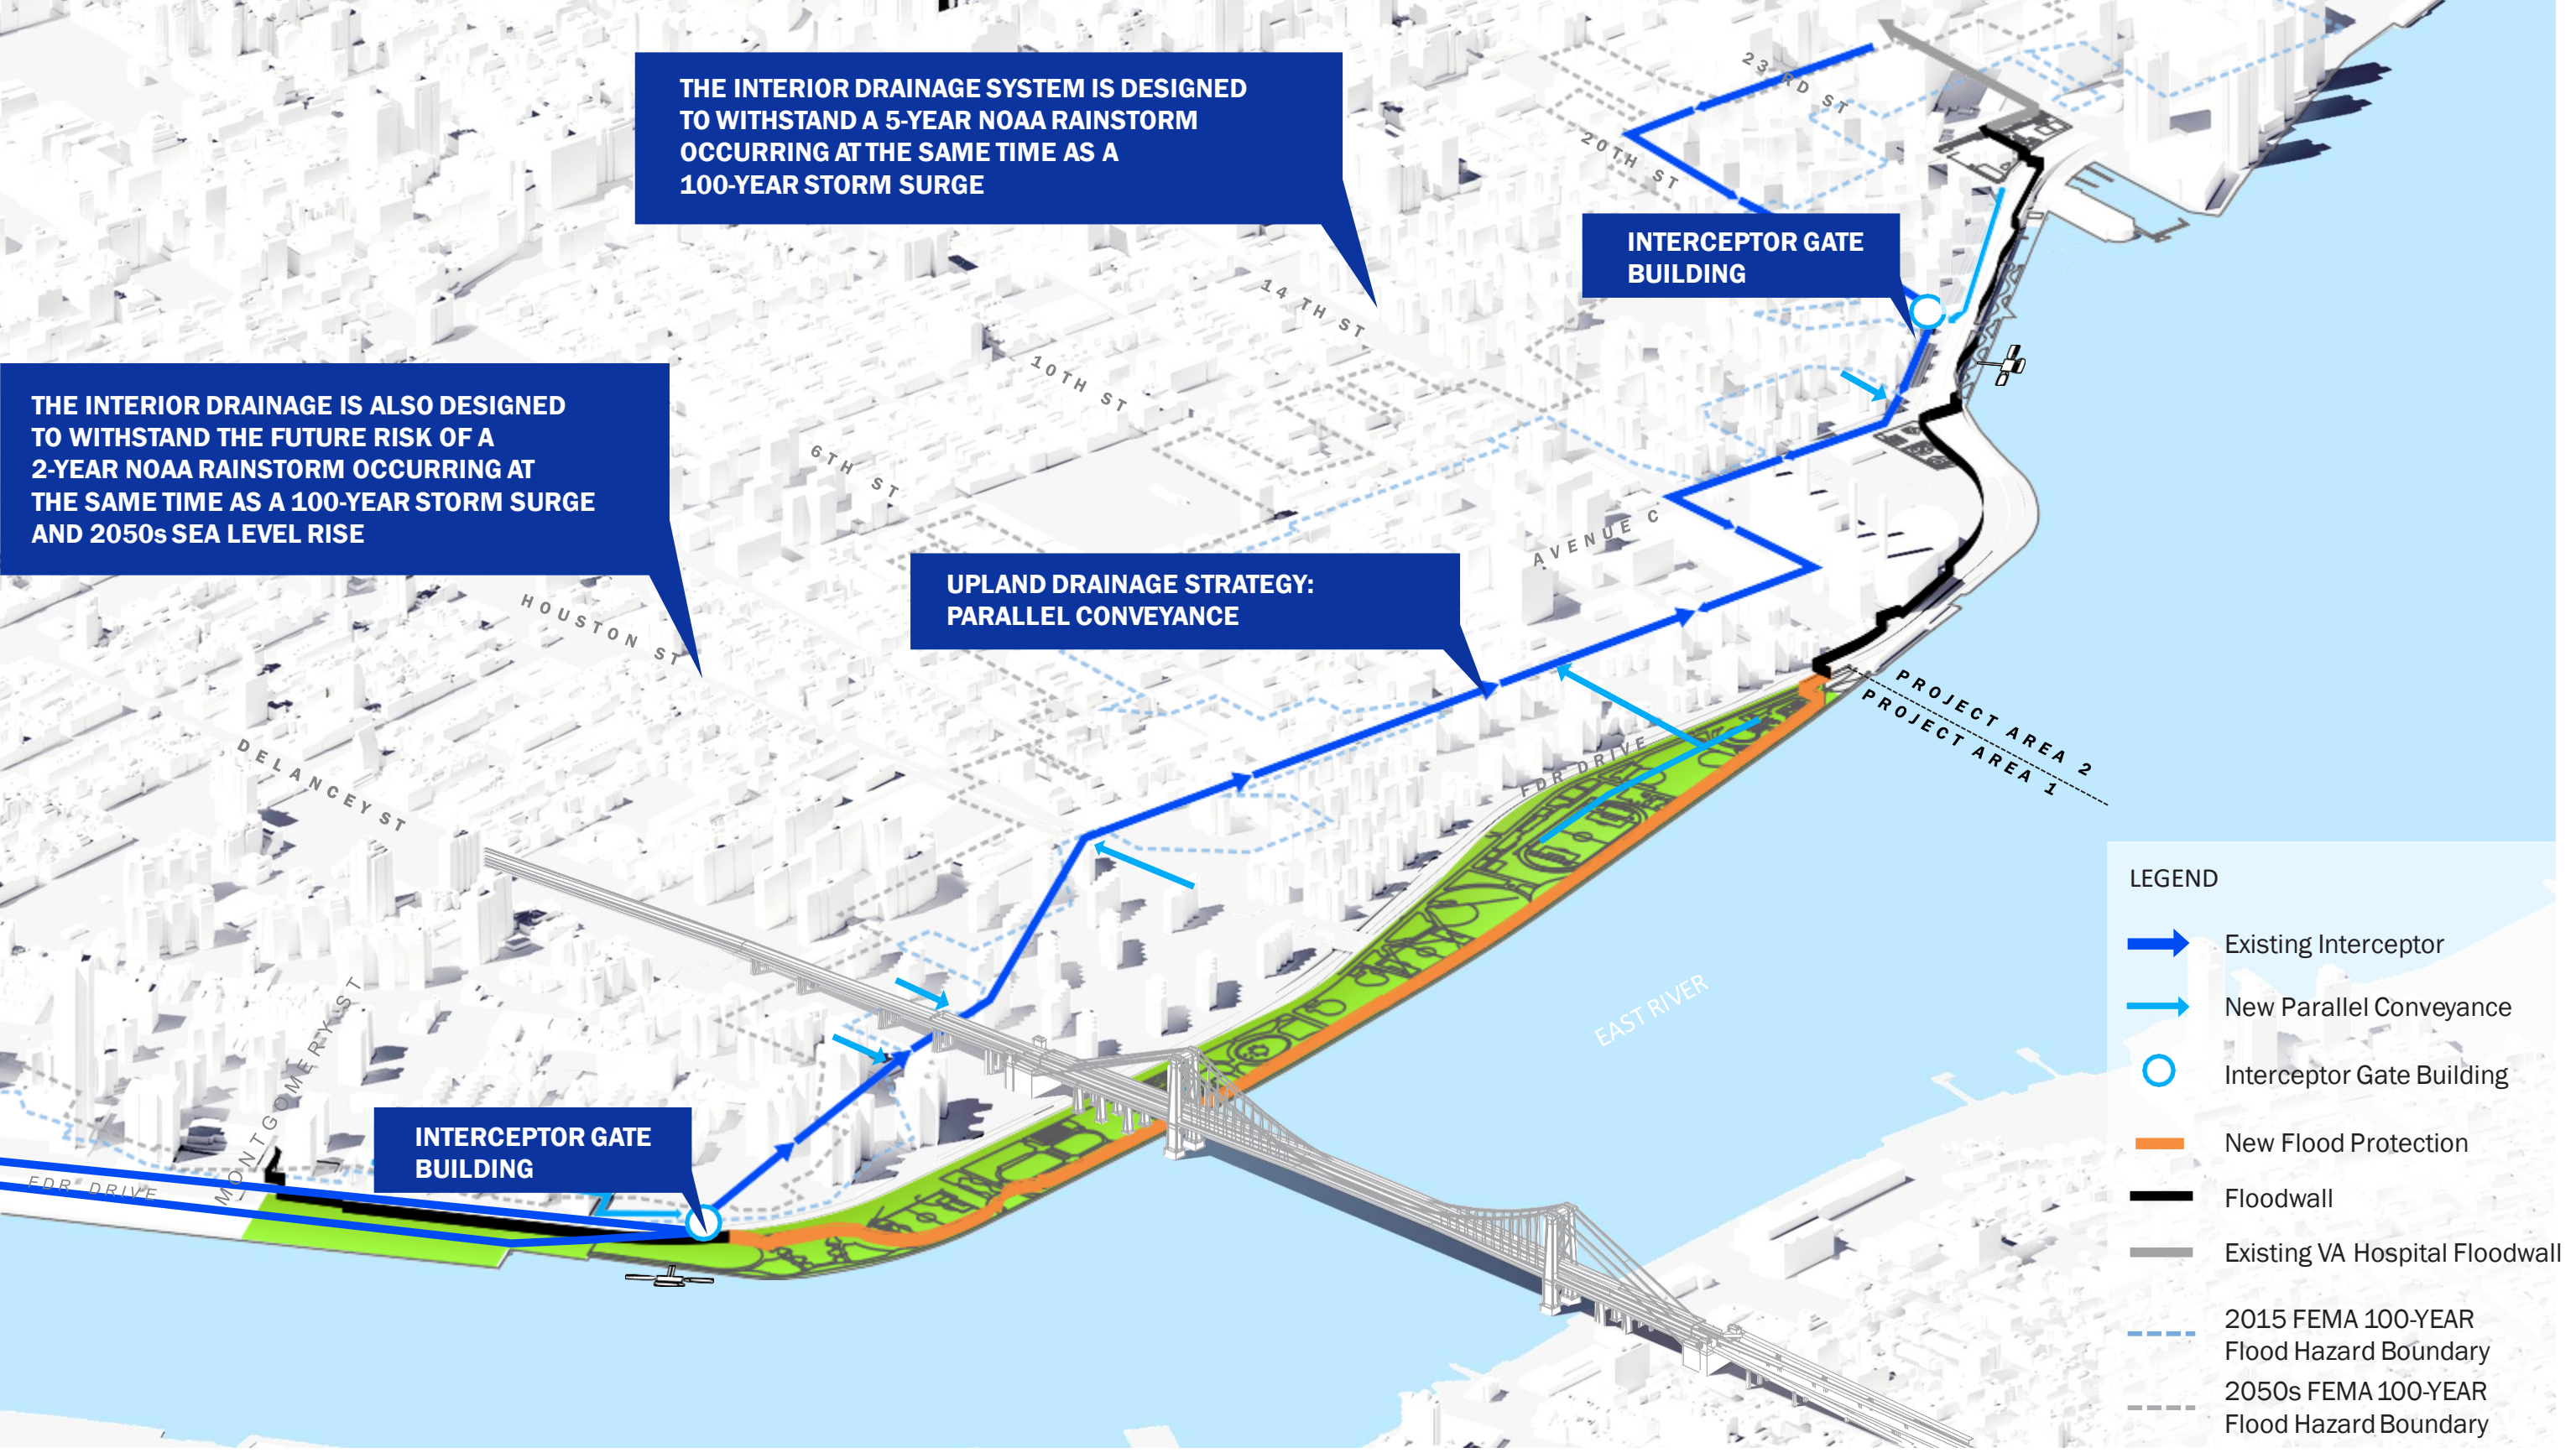 THE INTERIOR DRAINAGE SYSTEM IS DESIGNED
TO WITHSTAND A 5-YEAR NOAA RAINSTORM
OCCURRING AT THE SAME TIME AS A
100-YEAR STORM SURGE
23 RD ST
20TH ST
INTERCEPTOR GATE
BUILDING
14 TH ST
10TH ST
THE INTERIOR DRAINAGE IS ALSO DESIGNED
TO WITHSTAND THE FUTURE RISK OF A
2-YEAR NOAA RAINSTORM OCCURRING AT
THE SAME TIME AS A 100-YEAR STORM SURGE
AND 2050s SEA LEVEL RISE
6TH ST
AVENUE C
UPLAND DRAINAGE STRATEGY:
PARALLEL CONVEYANCE
HOUSTON ST
PROJECT AREA 2
PROJECT AREA 1
FDR DRIVE
DELANCEY ST
EAST RIVER
MONTGOMERY ST
INTERCEPTOR GATE
BUILDING
FDR DRIVE
LEGEND
Existing Interceptor
New Parallel Conveyance
Interceptor Gate Building
New Flood Protection
Floodwall
Existing VA Hospital Floodwall
2015 FEMA 100-YEAR
Flood Hazard Boundary
2050s FEMA 100-YEAR
Flood Hazard Boundary